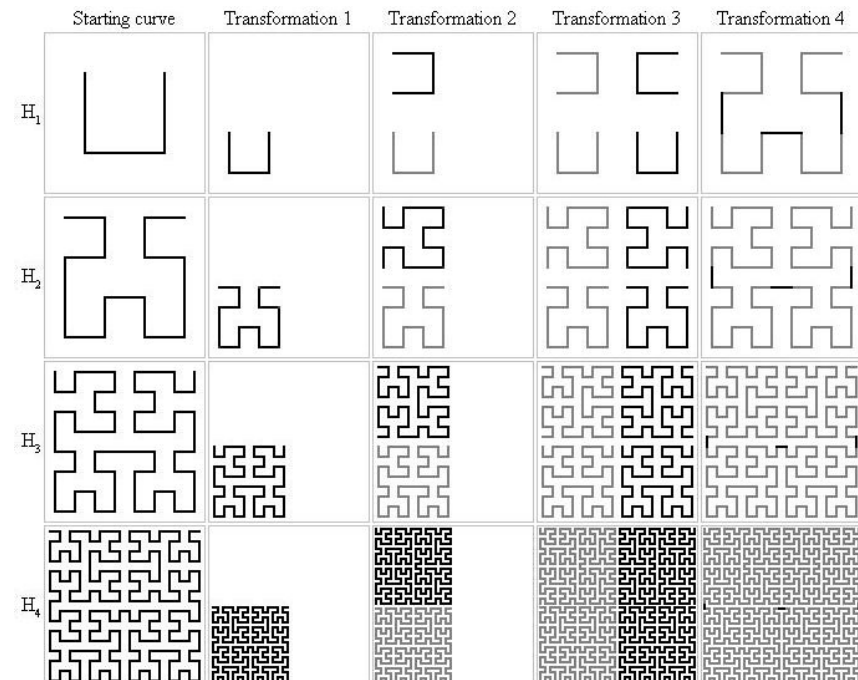 Starting curve Transformation 1 Transformation 2 Transformation 3 Transformation 4
H1
H2
H3
H4